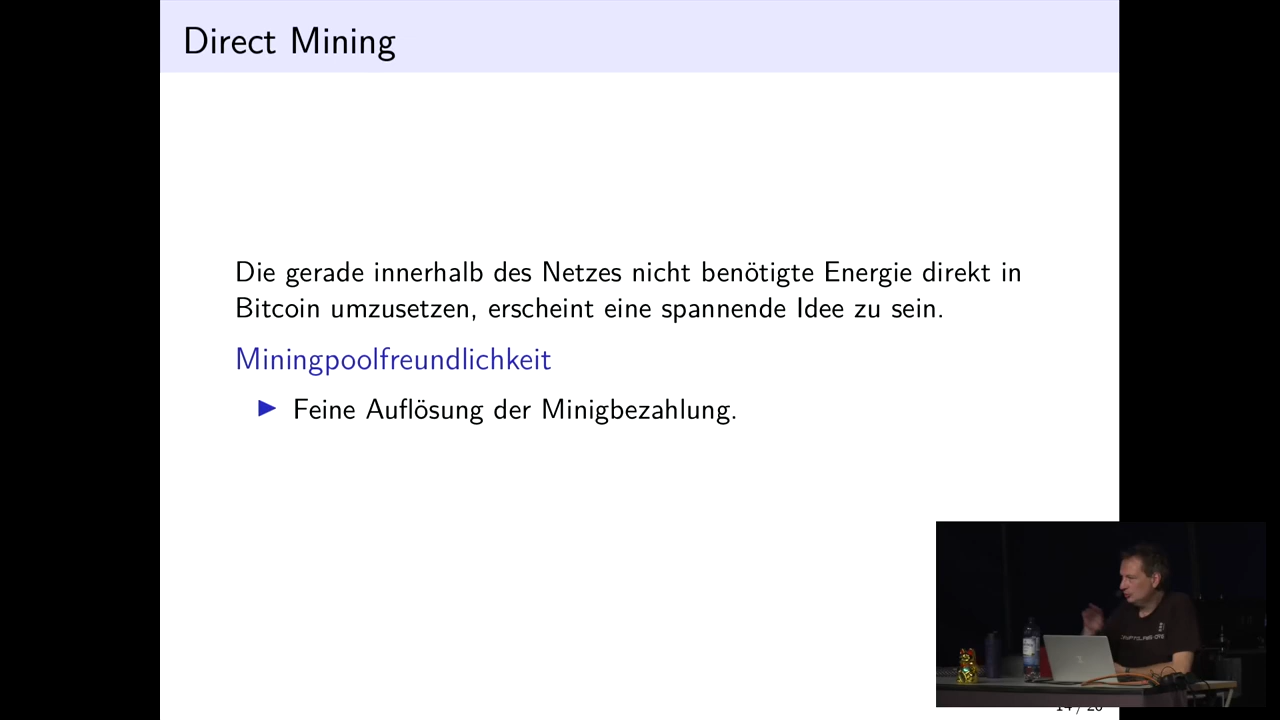 Direct Mining
Die gerade innerhalb des Netzes nicht benötigte Energie direkt in
Bitcoin umzusetzen, erscheint eine spannende Idee zu sein.
Miningpoolfreundlichkeit
▶ Feine Auflösung der Minigbezahlung.